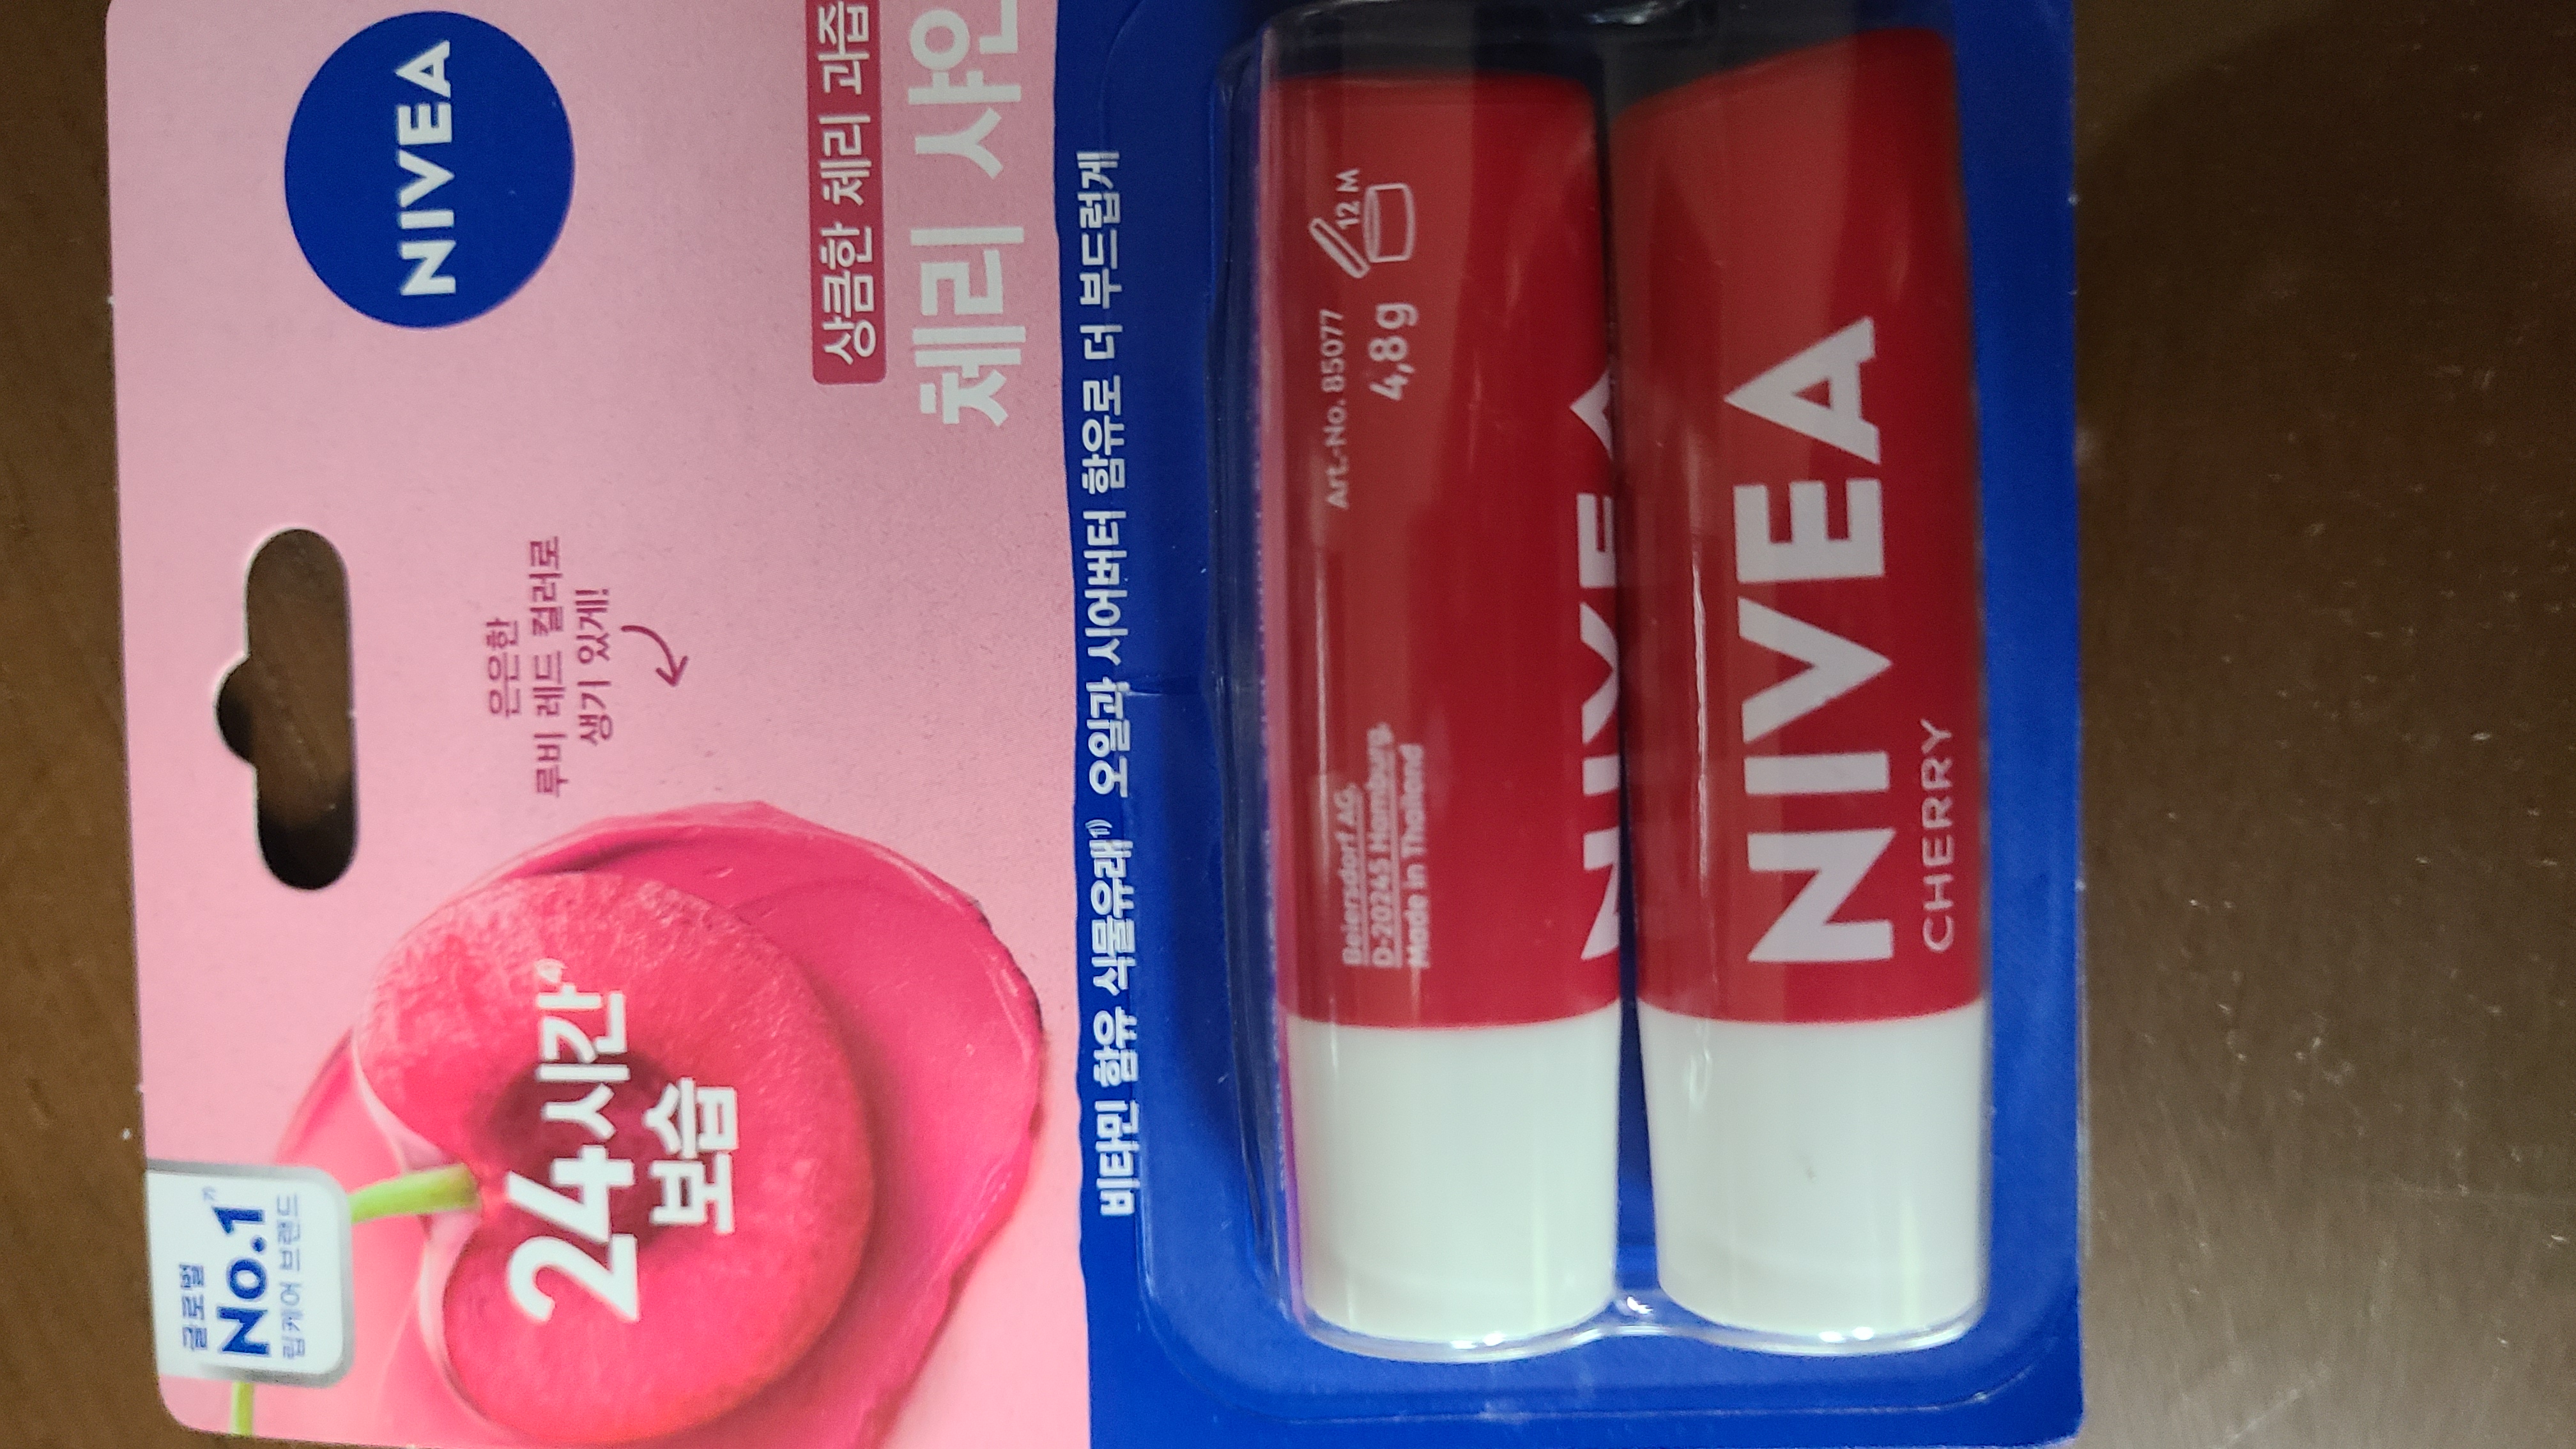 글로벌
No.1
립케어 브랜드
NIVEA
은은한
루비 레드 컬러로
생기 있게!
24시간
보습
상큼한 체리 과즙
체리 샤인
비타민 함유 식물유래¹⁾ 오일과 시어버터 함유로 더 부드럽게
Beiersdorf AG,
D-20245 Hamburg,
Made in Thailand
Art.-No. 85077
4,8 g
12 M
NIVEA
NIVEA
CHERRY